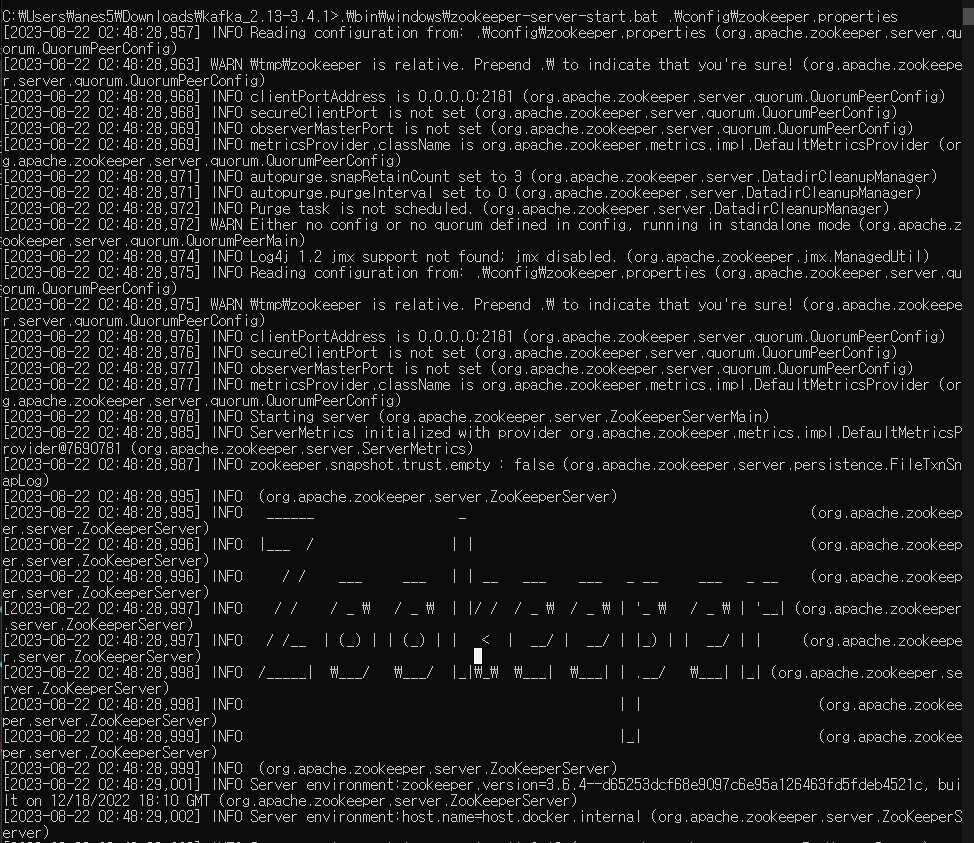 C:₩Users₩anes5₩Downloads₩kafka_2.13-3.4.1>.₩bin₩windows₩zookeeper-server-start.bat .₩config₩zookeeper.properties
[2023-08-22 02:48:28,957] INFO Reading configuration from: .₩config₩zookeeper.properties (org.apache.zookeeper.server.qu
orum.QuorumPeerConfig)
[2023-08-22 02:48:28,963] WARN ₩tmp₩zookeeper is relative. Prepend .₩ to indicate that you're sure! (org.apache.zookeepe
r.server.quorum.QuorumPeerConfig)
[2023-08-22 02:48:28,968] INFO clientPortAddress is 0.0.0.0:2181 (org.apache.zookeeper.server.quorum.QuorumPeerConfig)
[2023-08-22 02:48:28,968] INFO secureClientPort is not set (org.apache.zookeeper.server.quorum.QuorumPeerConfig)
[2023-08-22 02:48:28,969] INFO observerMasterPort is not set (org.apache.zookeeper.server.quorum.QuorumPeerConfig)
[2023-08-22 02:48:28,969] INFO metricsProvider.className is org.apache.zookeeper.metrics.impl.DefaultMetricsProvider (or
g.apache.zookeeper.server.quorum.QuorumPeerConfig)
[2023-08-22 02:48:28,971] INFO autopurge.snapRetainCount set to 3 (org.apache.zookeeper.server.DatadirCleanupManager)
[2023-08-22 02:48:28,971] INFO autopurge.purgeInterval set to 0 (org.apache.zookeeper.server.DatadirCleanupManager)
[2023-08-22 02:48:28,972] INFO Purge task is not scheduled. (org.apache.zookeeper.server.DatadirCleanupManager)
[2023-08-22 02:48:28,972] WARN Either no config or no quorum defined in config, running in standalone mode (org.apache.z
ookeeper.server.quorum.QuorumPeerMain)
[2023-08-22 02:48:28,974] INFO Log4j 1.2 jmx support not found; jmx disabled. (org.apache.zookeeper.jmx.ManagedUtil)
[2023-08-22 02:48:28,975] INFO Reading configuration from: .₩config₩zookeeper.properties (org.apache.zookeeper.server.qu
orum.QuorumPeerConfig)
[2023-08-22 02:48:28,975] WARN ₩tmp₩zookeeper is relative. Prepend .₩ to indicate that you're sure! (org.apache.zookeepe
r.server.quorum.QuorumPeerConfig)
[2023-08-22 02:48:28,976] INFO clientPortAddress is 0.0.0.0:2181 (org.apache.zookeeper.server.quorum.QuorumPeerConfig)
[2023-08-22 02:48:28,976] INFO secureClientPort is not set (org.apache.zookeeper.server.quorum.QuorumPeerConfig)
[2023-08-22 02:48:28,977] INFO observerMasterPort is not set (org.apache.zookeeper.server.quorum.QuorumPeerConfig)
[2023-08-22 02:48:28,977] INFO metricsProvider.className is org.apache.zookeeper.metrics.impl.DefaultMetricsProvider (or
g.apache.zookeeper.server.quorum.QuorumPeerConfig)
[2023-08-22 02:48:28,978] INFO Starting server (org.apache.zookeeper.server.ZooKeeperServerMain)
[2023-08-22 02:48:28,985] INFO ServerMetrics initialized with provider org.apache.zookeeper.metrics.impl.DefaultMetricsP
rovider@7690781 (org.apache.zookeeper.server.ServerMetrics)
[2023-08-22 02:48:28,987] INFO zookeeper.snapshot.trust.empty : false (org.apache.zookeeper.server.persistence.FileTxnSn
apLog)
[2023-08-22 02:48:28,995] INFO  (org.apache.zookeeper.server.ZooKeeperServer)
[2023-08-22 02:48:28,995] INFO   ______                  _                                           (org.apache.zookeep
er.server.ZooKeeperServer)
[2023-08-22 02:48:28,996] INFO  |___  /                 | |                                          (org.apache.zookeep
er.server.ZooKeeperServer)
[2023-08-22 02:48:28,996] INFO     / /    ___     ___   | | __   ___    ___   _ __     ___   _ __    (org.apache.zookeep
er.server.ZooKeeperServer)
[2023-08-22 02:48:28,997] INFO    / /    / _ ₩   / _ ₩  | |/ /  / _ ₩  / _ ₩ | '_ ₩   / _ ₩ | '__| (org.apache.zookeeper
.server.ZooKeeperServer)
[2023-08-22 02:48:28,997] INFO   / /__  | (_) | | (_) | |   <  |  __/ |  __/ | |_) | |  __/ | |     (org.apache.zookeepe
r.server.ZooKeeperServer)
[2023-08-22 02:48:28,998] INFO  /_____|  ₩___/   ₩___/  |_|₩_₩  ₩___|  ₩___| | .__/   ₩___| |_| (org.apache.zookeeper.se
rver.ZooKeeperServer)
[2023-08-22 02:48:28,998] INFO                                               | |                     (org.apache.zookee
per.server.ZooKeeperServer)
[2023-08-22 02:48:28,999] INFO                                               |_|                     (org.apache.zookee
per.server.ZooKeeperServer)
[2023-08-22 02:48:28,999] INFO  (org.apache.zookeeper.server.ZooKeeperServer)
[2023-08-22 02:48:29,001] INFO Server environment:zookeeper.version=3.6.4--d65253dcf68e9097c6e95a126463fd5fdeb4521c, bui
lt on 12/18/2022 18:10 GMT (org.apache.zookeeper.server.ZooKeeperServer)
[2023-08-22 02:48:29,002] INFO Server environment:host.name=host.docker.internal (org.apache.zookeeper.server.ZooKeeperS
erver)